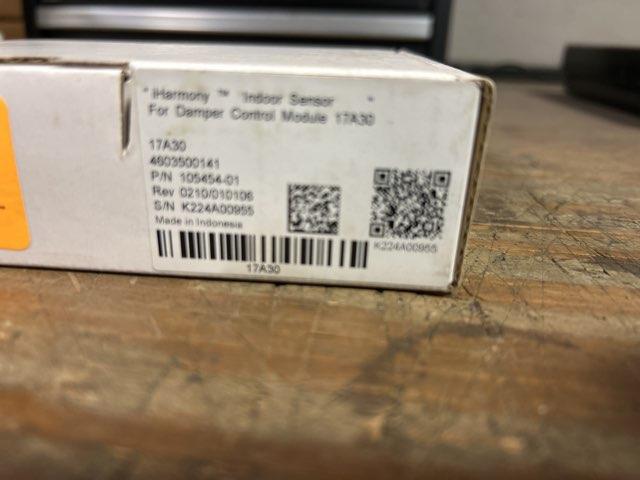 " iHarmony ™ Indoor Sensor "
For Damper Control Module 17A30
17A30
4603500141
P/N 105454-01
Rev 0210/010106
S/N K224A00955
Made in Indonesia
K224A00955
17A30